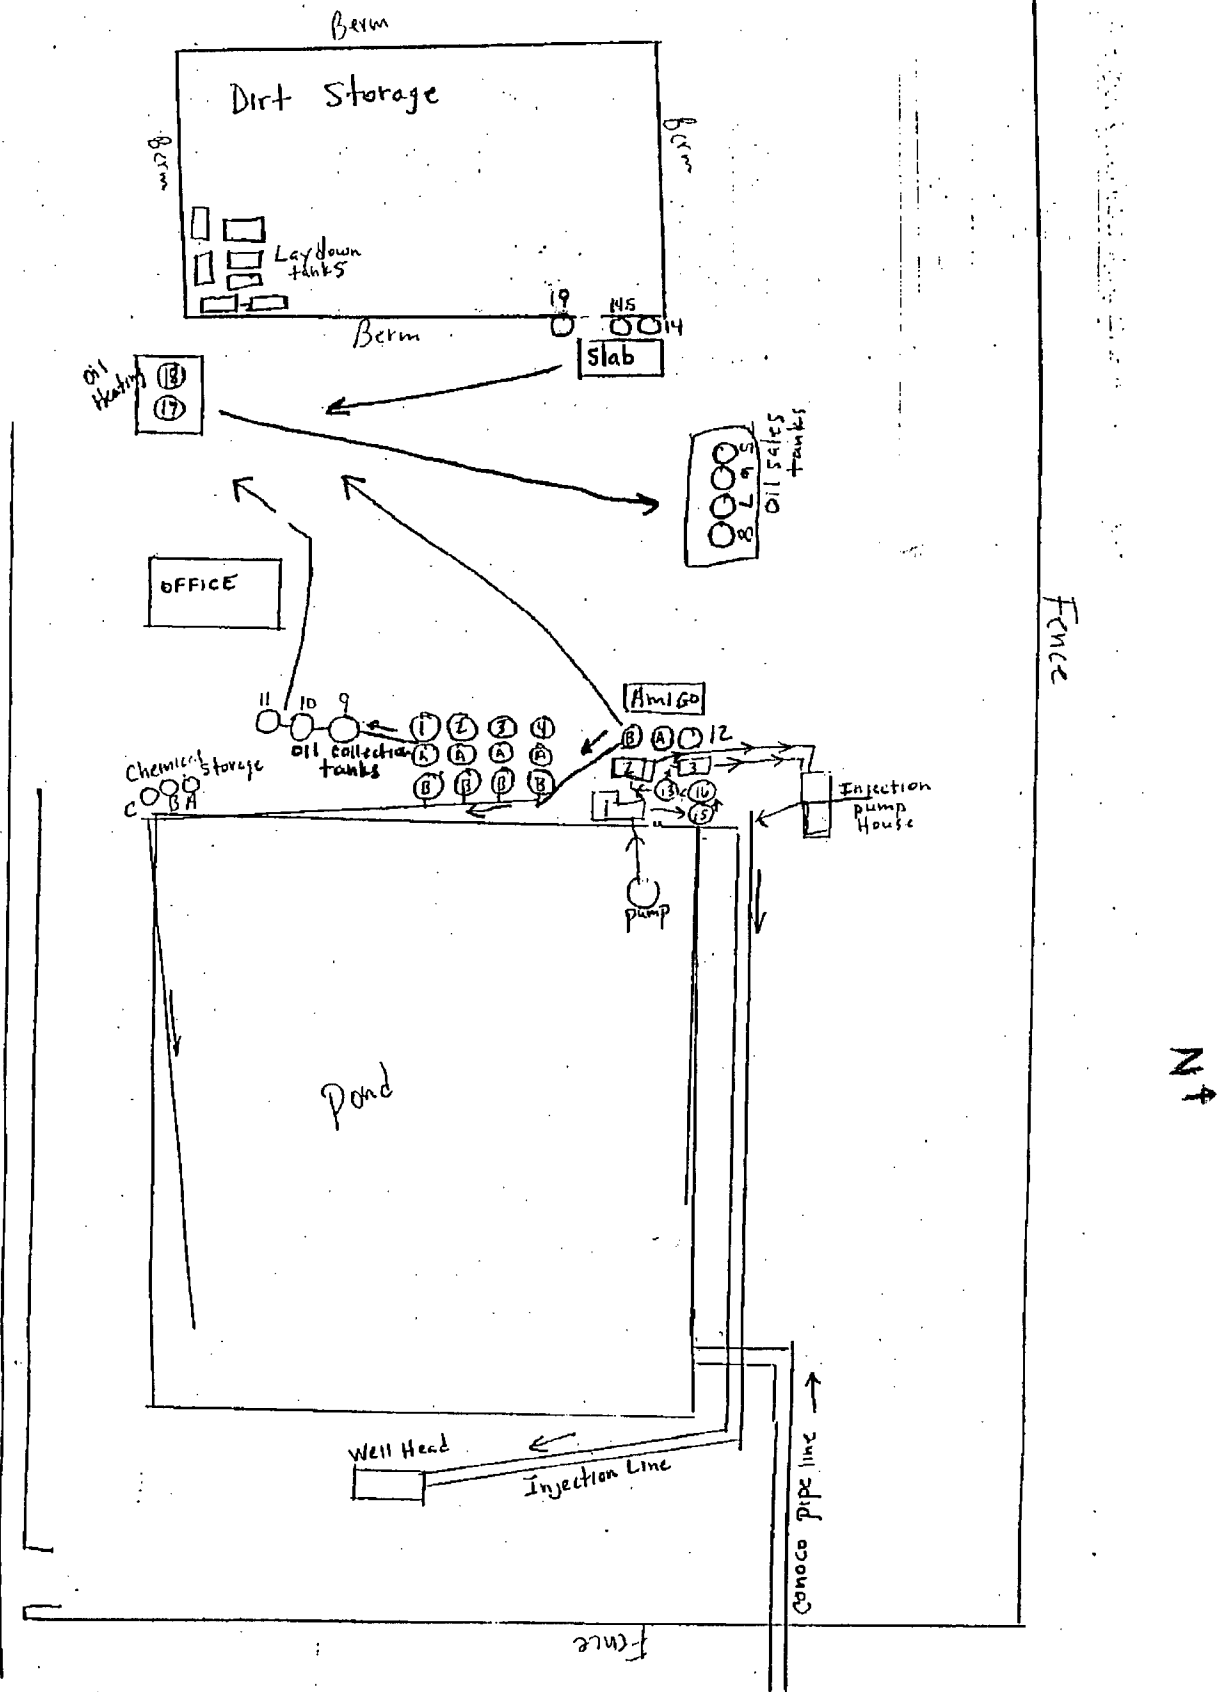 Berm
Dirt Storage
Berm
Berm
Laydown
tanks
19
145
14
Berm
Slab
Oil
Heating
18
17
5
6
7
8
Oil sales
tanks
OFFICE
Fence
AmIGO
11
10
9
1
2
3
4
B
A
12
Oil collection
tanks
A
A
A
A
2
3
Chemical
Storage
C
B
A
B
B
B
B
13
16
1
15
Injection
pump
House
pump
N
Pond
Well Head
Injection Line
Conoco pipe line
Fence